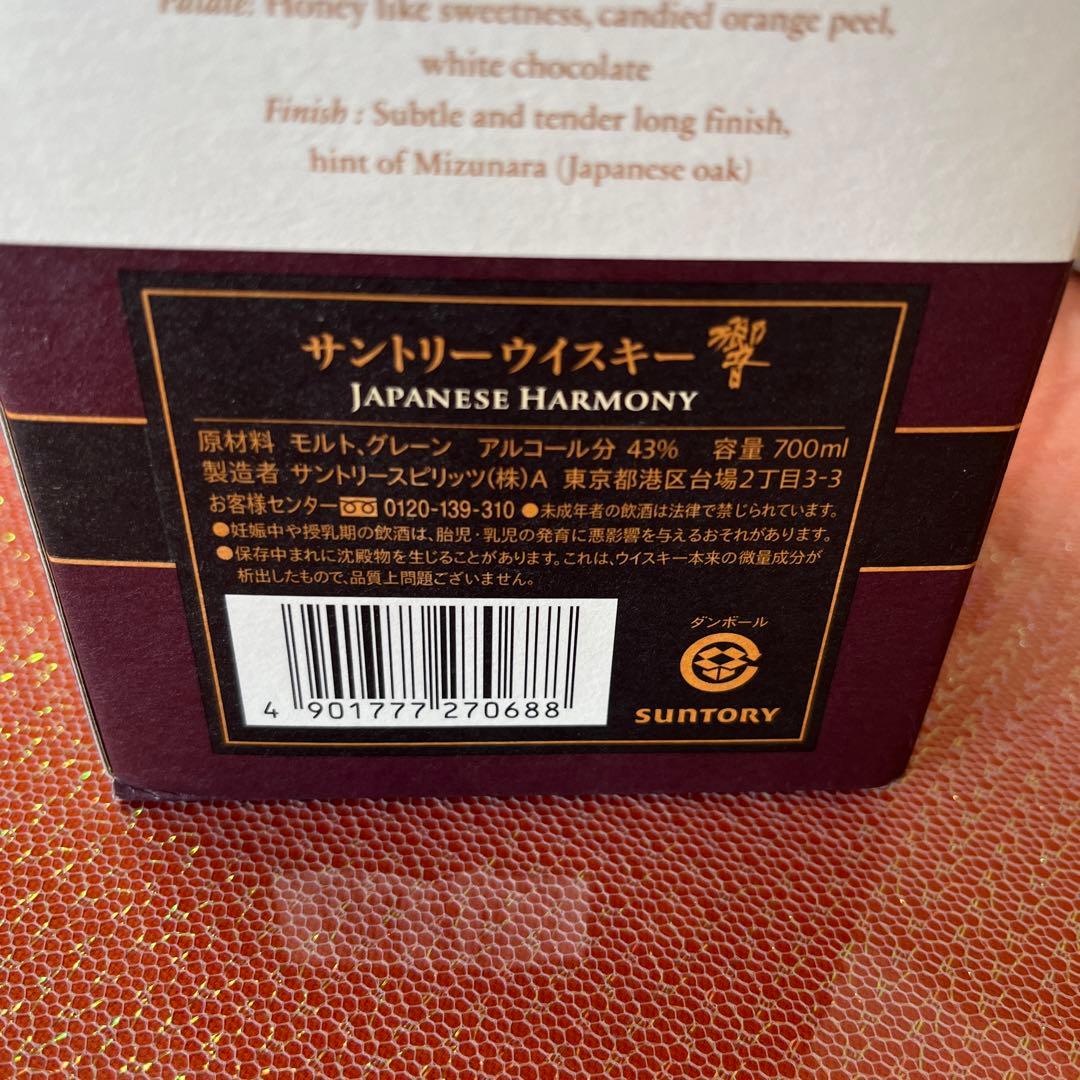 Palate: Honey like sweetness, candied orange peel,
white chocolate
Finish : Subtle and tender long finish,
hint of Mizunara (Japanese oak)
サントリーウイスキー 響
JAPANESE HARMONY
原材料 モルト、グレーン アルコール分 43% 容量 700ml
製造者 サントリースピリッツ(株)A 東京都港区台場2丁目3-3
お客様センター 0120-139-310 ●未成年者の飲酒は法律で禁じられています。
●妊娠中や授乳期の飲酒は、胎児・乳児の発育に悪影響を与えるおそれがあります。
●保存中まれに沈殿物を生じることがあります。これは、ウイスキー本来の微量成分が
析出したもので、品質上問題ございません。
ダンボール
4 901777 270688
SUNTORY